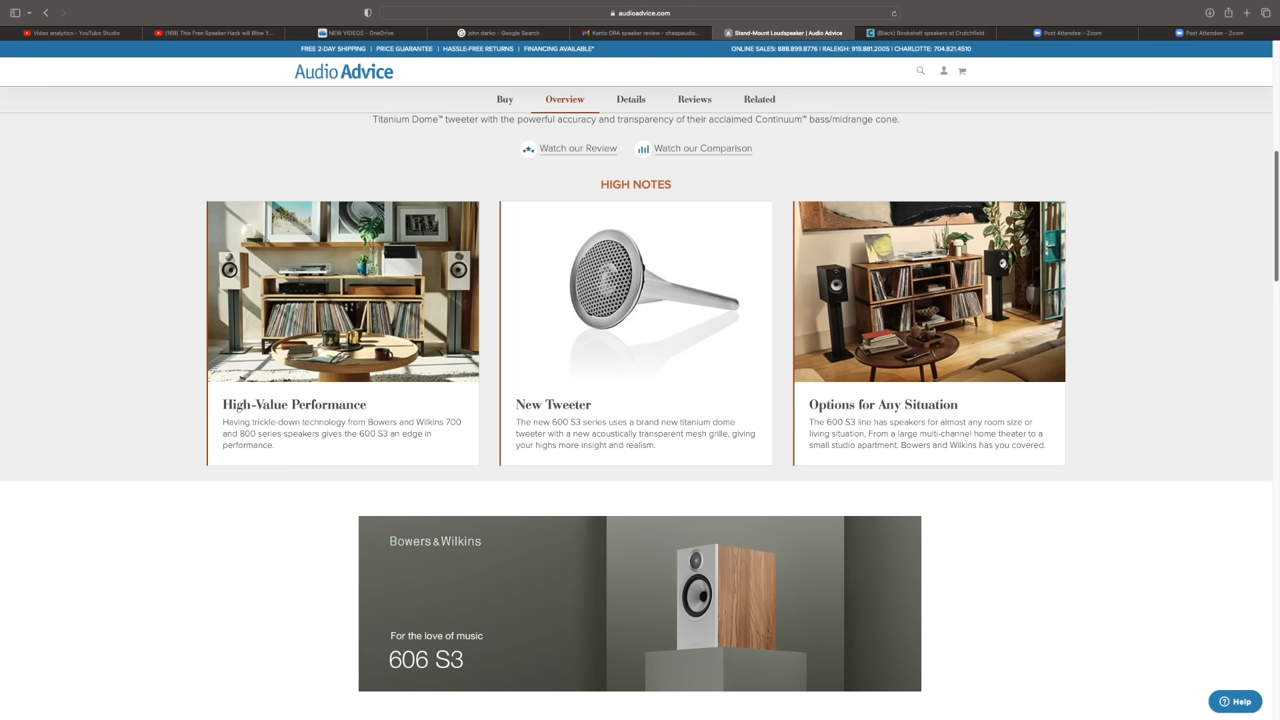 audioadvice.com
Video analytics - YouTube Studio
(169) This Free Speaker Hack will Blow Y...
NEW VIDEOS - OneDrive
john darko - Google Search
Kanto ORA speaker review - cheapaudio...
Stand-Mount Loudspeaker | Audio Advice
(Black) Bookshelf speakers at Crutchfield
Post Attendee - Zoom
Post Attendee - Zoom
FREE 2-DAY SHIPPING | PRICE GUARANTEE | HASSLE-FREE RETURNS | FINANCING AVAILABLE*
ONLINE SALES: 888.899.8776 | RALEIGH: 919.881.2005 | CHARLOTTE: 704.821.4510
Audio Advice
Buy
Overview
Details
Reviews
Related
Titanium Dome™ tweeter with the powerful accuracy and transparency of their acclaimed Continuum™ bass/midrange cone.
Watch our Review
Watch our Comparison
HIGH NOTES
High-Value Performance
Having trickle-down technology from Bowers and Wilkins 700
and 800 series speakers gives the 600 S3 an edge in
performance.
New Tweeter
The new 600 S3 series uses a brand new titanium dome
tweeter with a new acoustically transparent mesh grille, giving
your highs more insight and realism.
Options for Any Situation
The 600 S3 line has speakers for almost any room size or
living situation, From a large multi-channel home theater to a
small studio apartment. Bowers and Wilkins has you covered.
Bowers & Wilkins
For the love of music
606 S3
Help